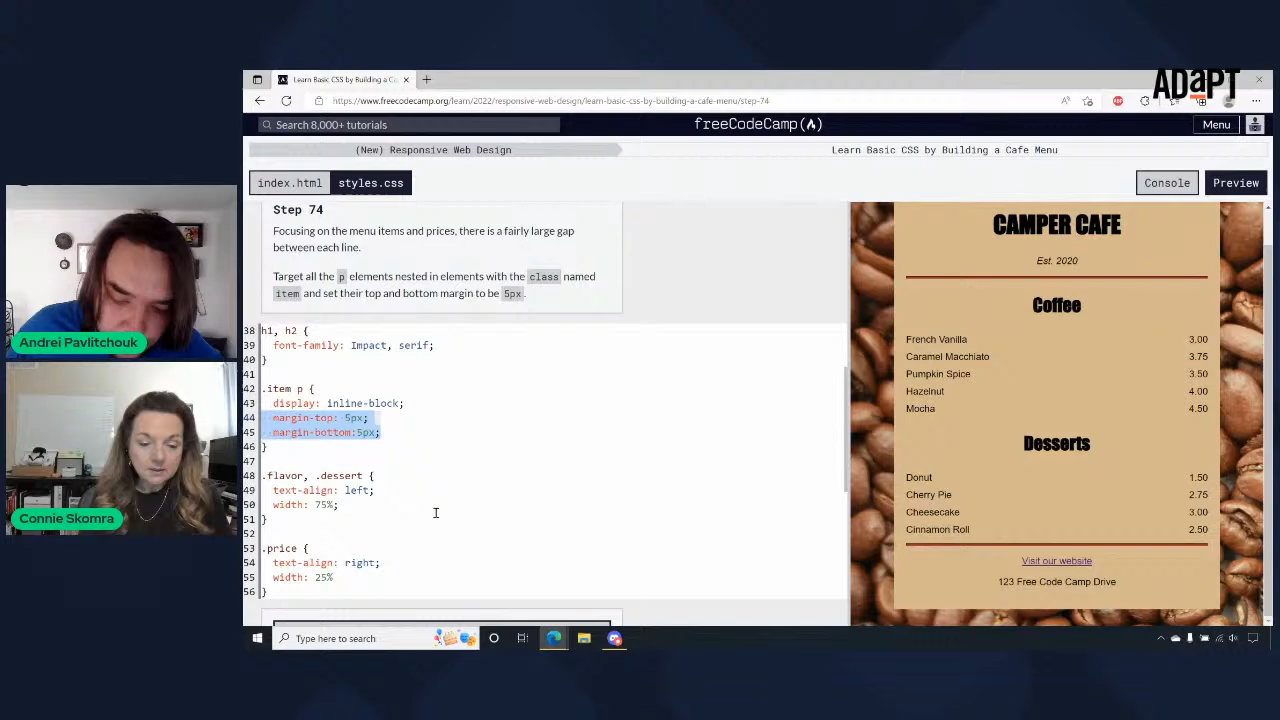 ADAPT
Learn Basic CSS by Building a Ca
https://www.freecodecamp.org/learn/2022/responsive-web-design/learn-basic-css-by-building-a-cafe-menu/step-74
Search 8,000+ tutorials
freeCodeCamp
Menu
(New) Responsive Web Design
Learn Basic CSS by Building a Cafe Menu
index.html
styles.css
Console
Preview
Step 74
Focusing on the menu items and prices, there is a fairly large gap
between each line.
Target all the p elements nested in elements with the class named
item and set their top and bottom margin to be 5px.
38 h1, h2 {
39 font-family: Impact, serif;
40 }
41
42 .item p {
43 display: inline-block;
44 margin-top: 5px;
45 margin-bottom:5px;
46 }
47
48 .flavor, .dessert {
49 text-align: left;
50 width: 75%;
51 }
52
53 .price {
54 text-align: right;
55 width: 25%
56 }
CAMPER CAFE
Est. 2020
Coffee
French Vanilla 3.00
Caramel Macchiato 3.75
Pumpkin Spice 3.50
Hazelnut 4.00
Mocha 4.50
Desserts
Donut 1.50
Cherry Pie 2.75
Cheesecake 3.00
Cinnamon Roll 2.50
Visit our website
123 Free Code Camp Drive
Andrei Pavlitchouk
Connie Skomra
Type here to search